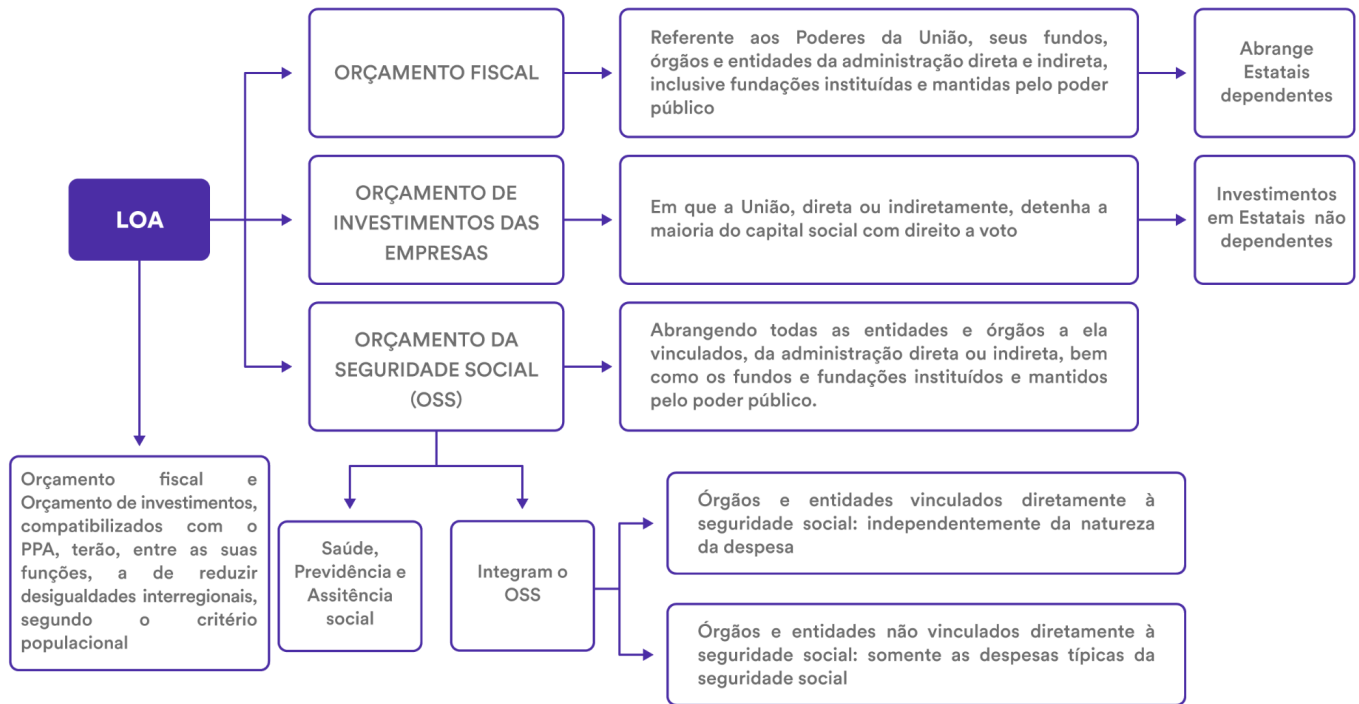 ORÇAMENTO FISCAL
Referente aos Poderes da União, seus fundos,
órgãos e entidades da administração direta e indireta,
inclusive fundações instituídas e mantidas pelo poder
público
Abrange
Estatais
dependentes
LOA
ORÇAMENTO DE
INVESTIMENTOS DAS
EMPRESAS
Em que a União, direta ou indiretamente, detenha a
maioria do capital social com direito a voto
Investimentos
em Estatais não
dependentes
ORÇAMENTO DA
SEGURIDADE SOCIAL
(OSS)
Abrangendo todas as entidades e órgãos a ela
vinculados, da administração direta ou indireta, bem
como os fundos e fundações instituídos e mantidos
pelo poder público.
Orçamento fiscal e
Orçamento de investimentos,
compatibilizados com o
PPA, terão, entre as suas
funções, a de reduzir
desigualdades interregionais,
segundo o critério
populacional
Saúde,
Previdência e
Assitência
social
Integram o
OSS
Órgãos e entidades vinculados diretamente à
seguridade social: independentemente da natureza
da despesa
Órgãos e entidades não vinculados diretamente à
seguridade social: somente as despesas típicas da
seguridade social